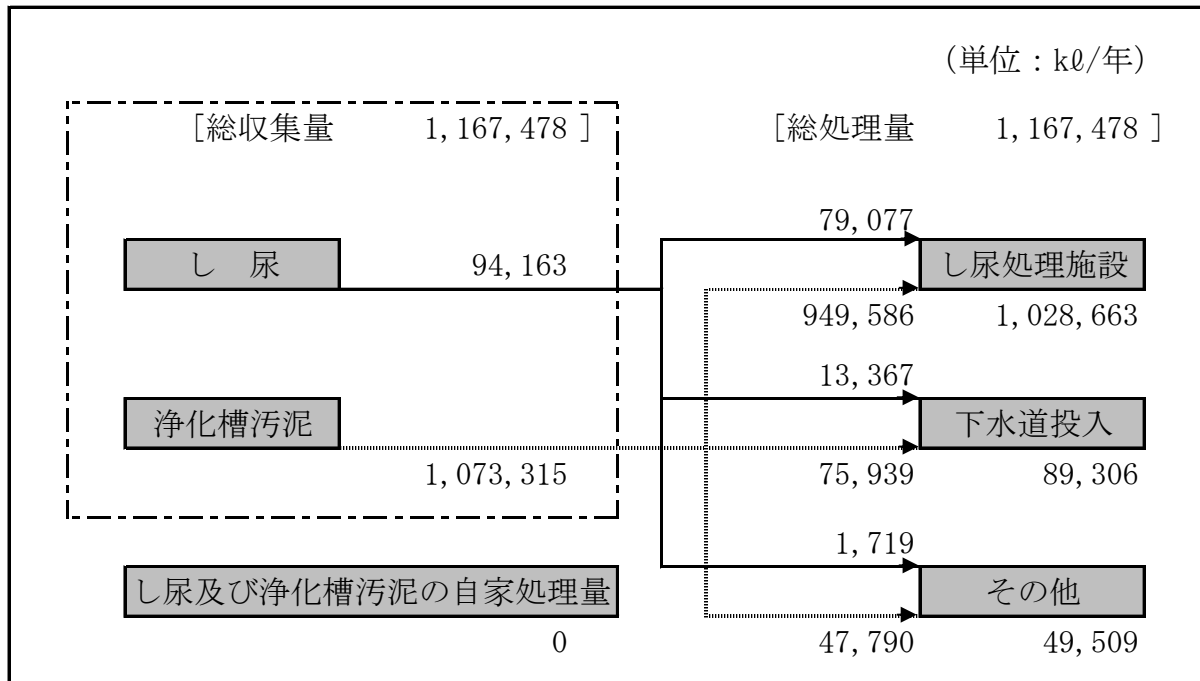 (単位：kℓ/年)
［総収集量 1,167,478 ］ ［総処理量 1,167,478 ］
79,077
し 尿 94,163 し尿処理施設
949,586 1,028,663
13,367
浄化槽汚泥 下水道投入
1,073,315 75,939 89,306
1,719
し尿及び浄化槽汚泥の自家処理量 その他
0 47,790 49,509